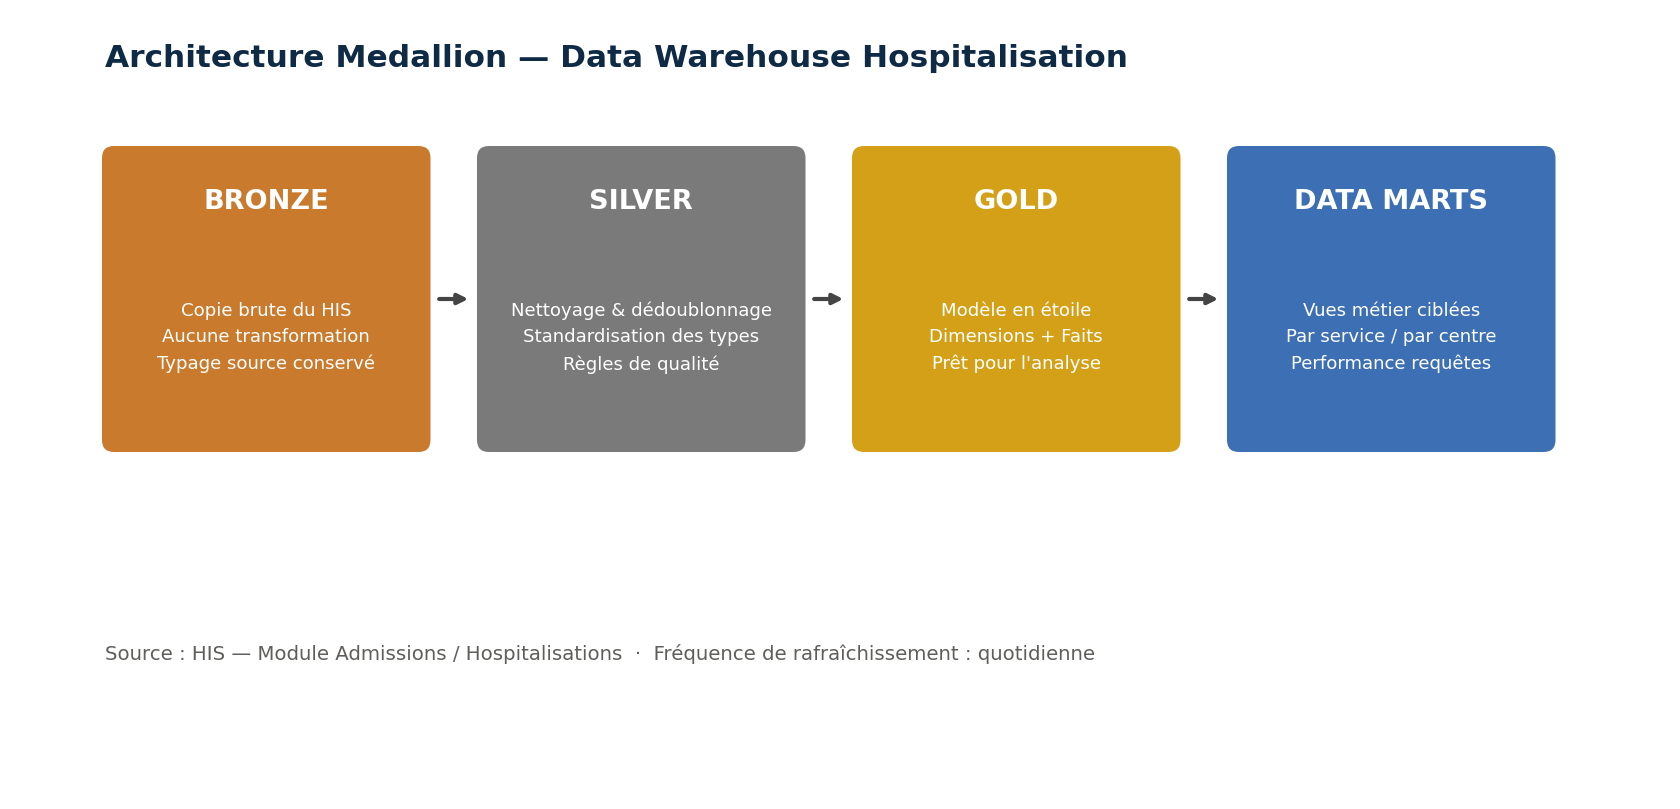 Architecture Medallion — Data Warehouse Hospitalisation
BRONZE
Copie brute du HIS
Aucune transformation
Typage source conservé
SILVER
Nettoyage & dédoublonnage
Standardisation des types
Règles de qualité
GOLD
Modèle en étoile
Dimensions + Faits
Prêt pour l'analyse
DATA MARTS
Vues métier ciblées
Par service / par centre
Performance requêtes
Source : HIS — Module Admissions / Hospitalisations · Fréquence de rafraîchissement : quotidienne